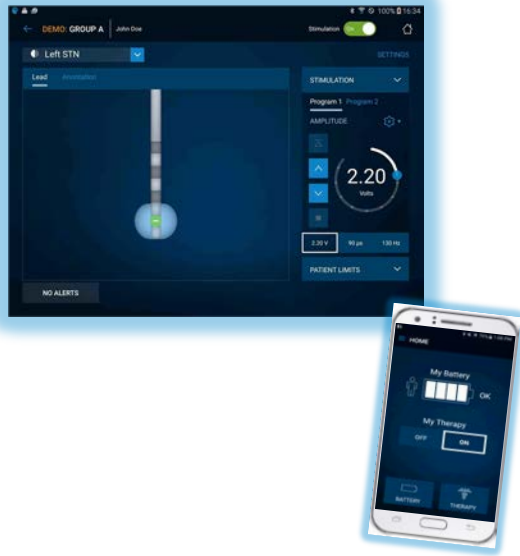 100% 16:34
DEMO: GROUP A John Doe
Stimulation On
Left STN
SETTINGS
Lead Annotated
STIMULATION
Program 1 Program 2
AMPLITUDE
2.20
Volts
2.20 V 90 µs 130 Hz
PATIENT LIMITS
NO ALERTS
HOME
My Battery
OK
My Therapy
OFF ON
BATTERY THERAPY